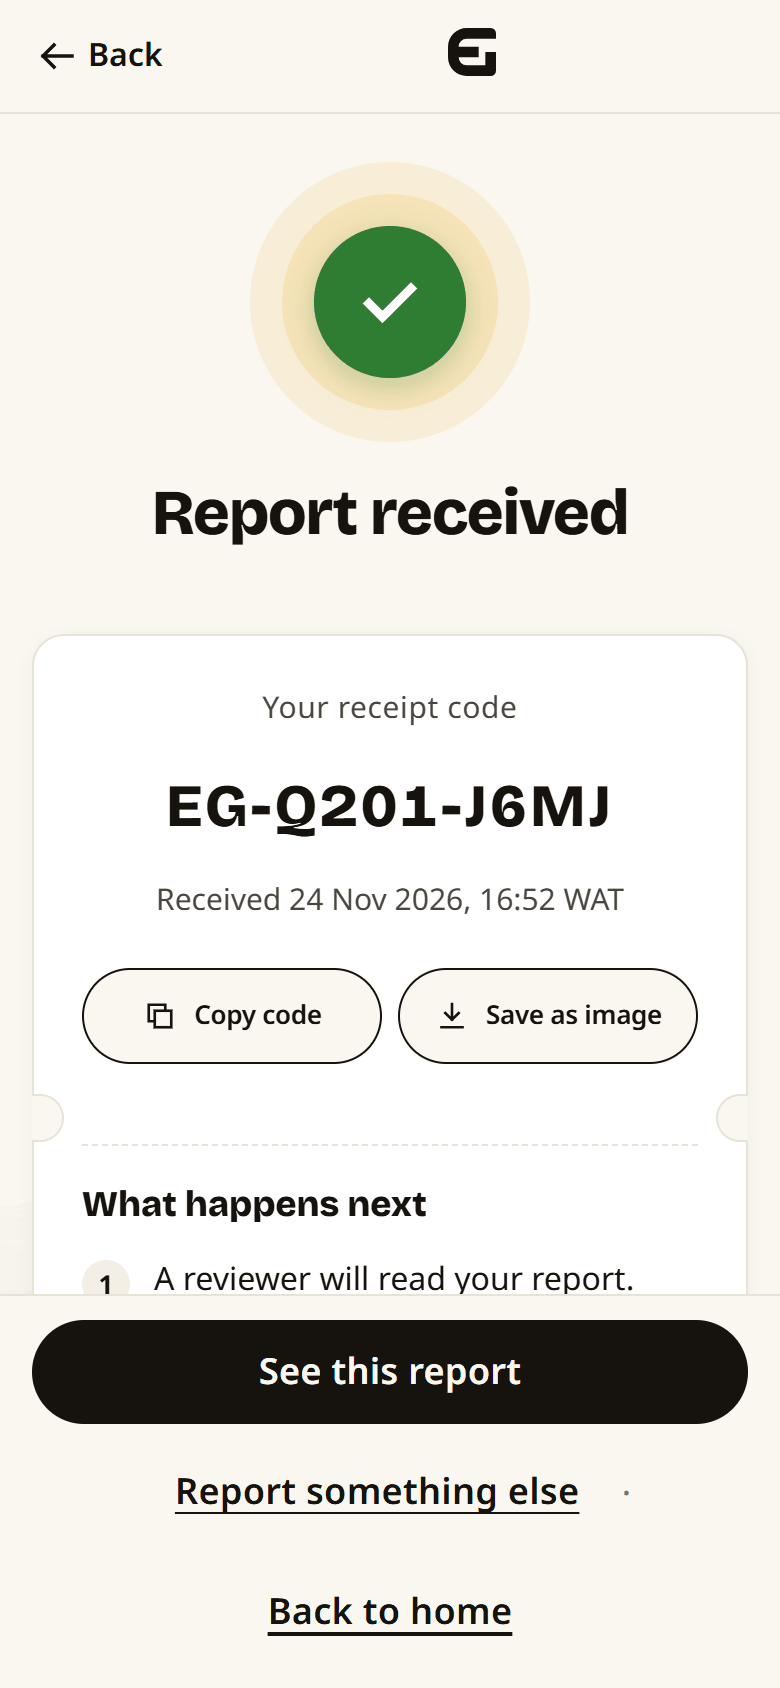 Back
EG
Report received
Your receipt code
EG-Q201-J6MJ
Received 24 Nov 2026, 16:52 WAT
Copy code
Save as image
What happens next
1 A reviewer will read your report.
See this report
Report something else ·
Back to home